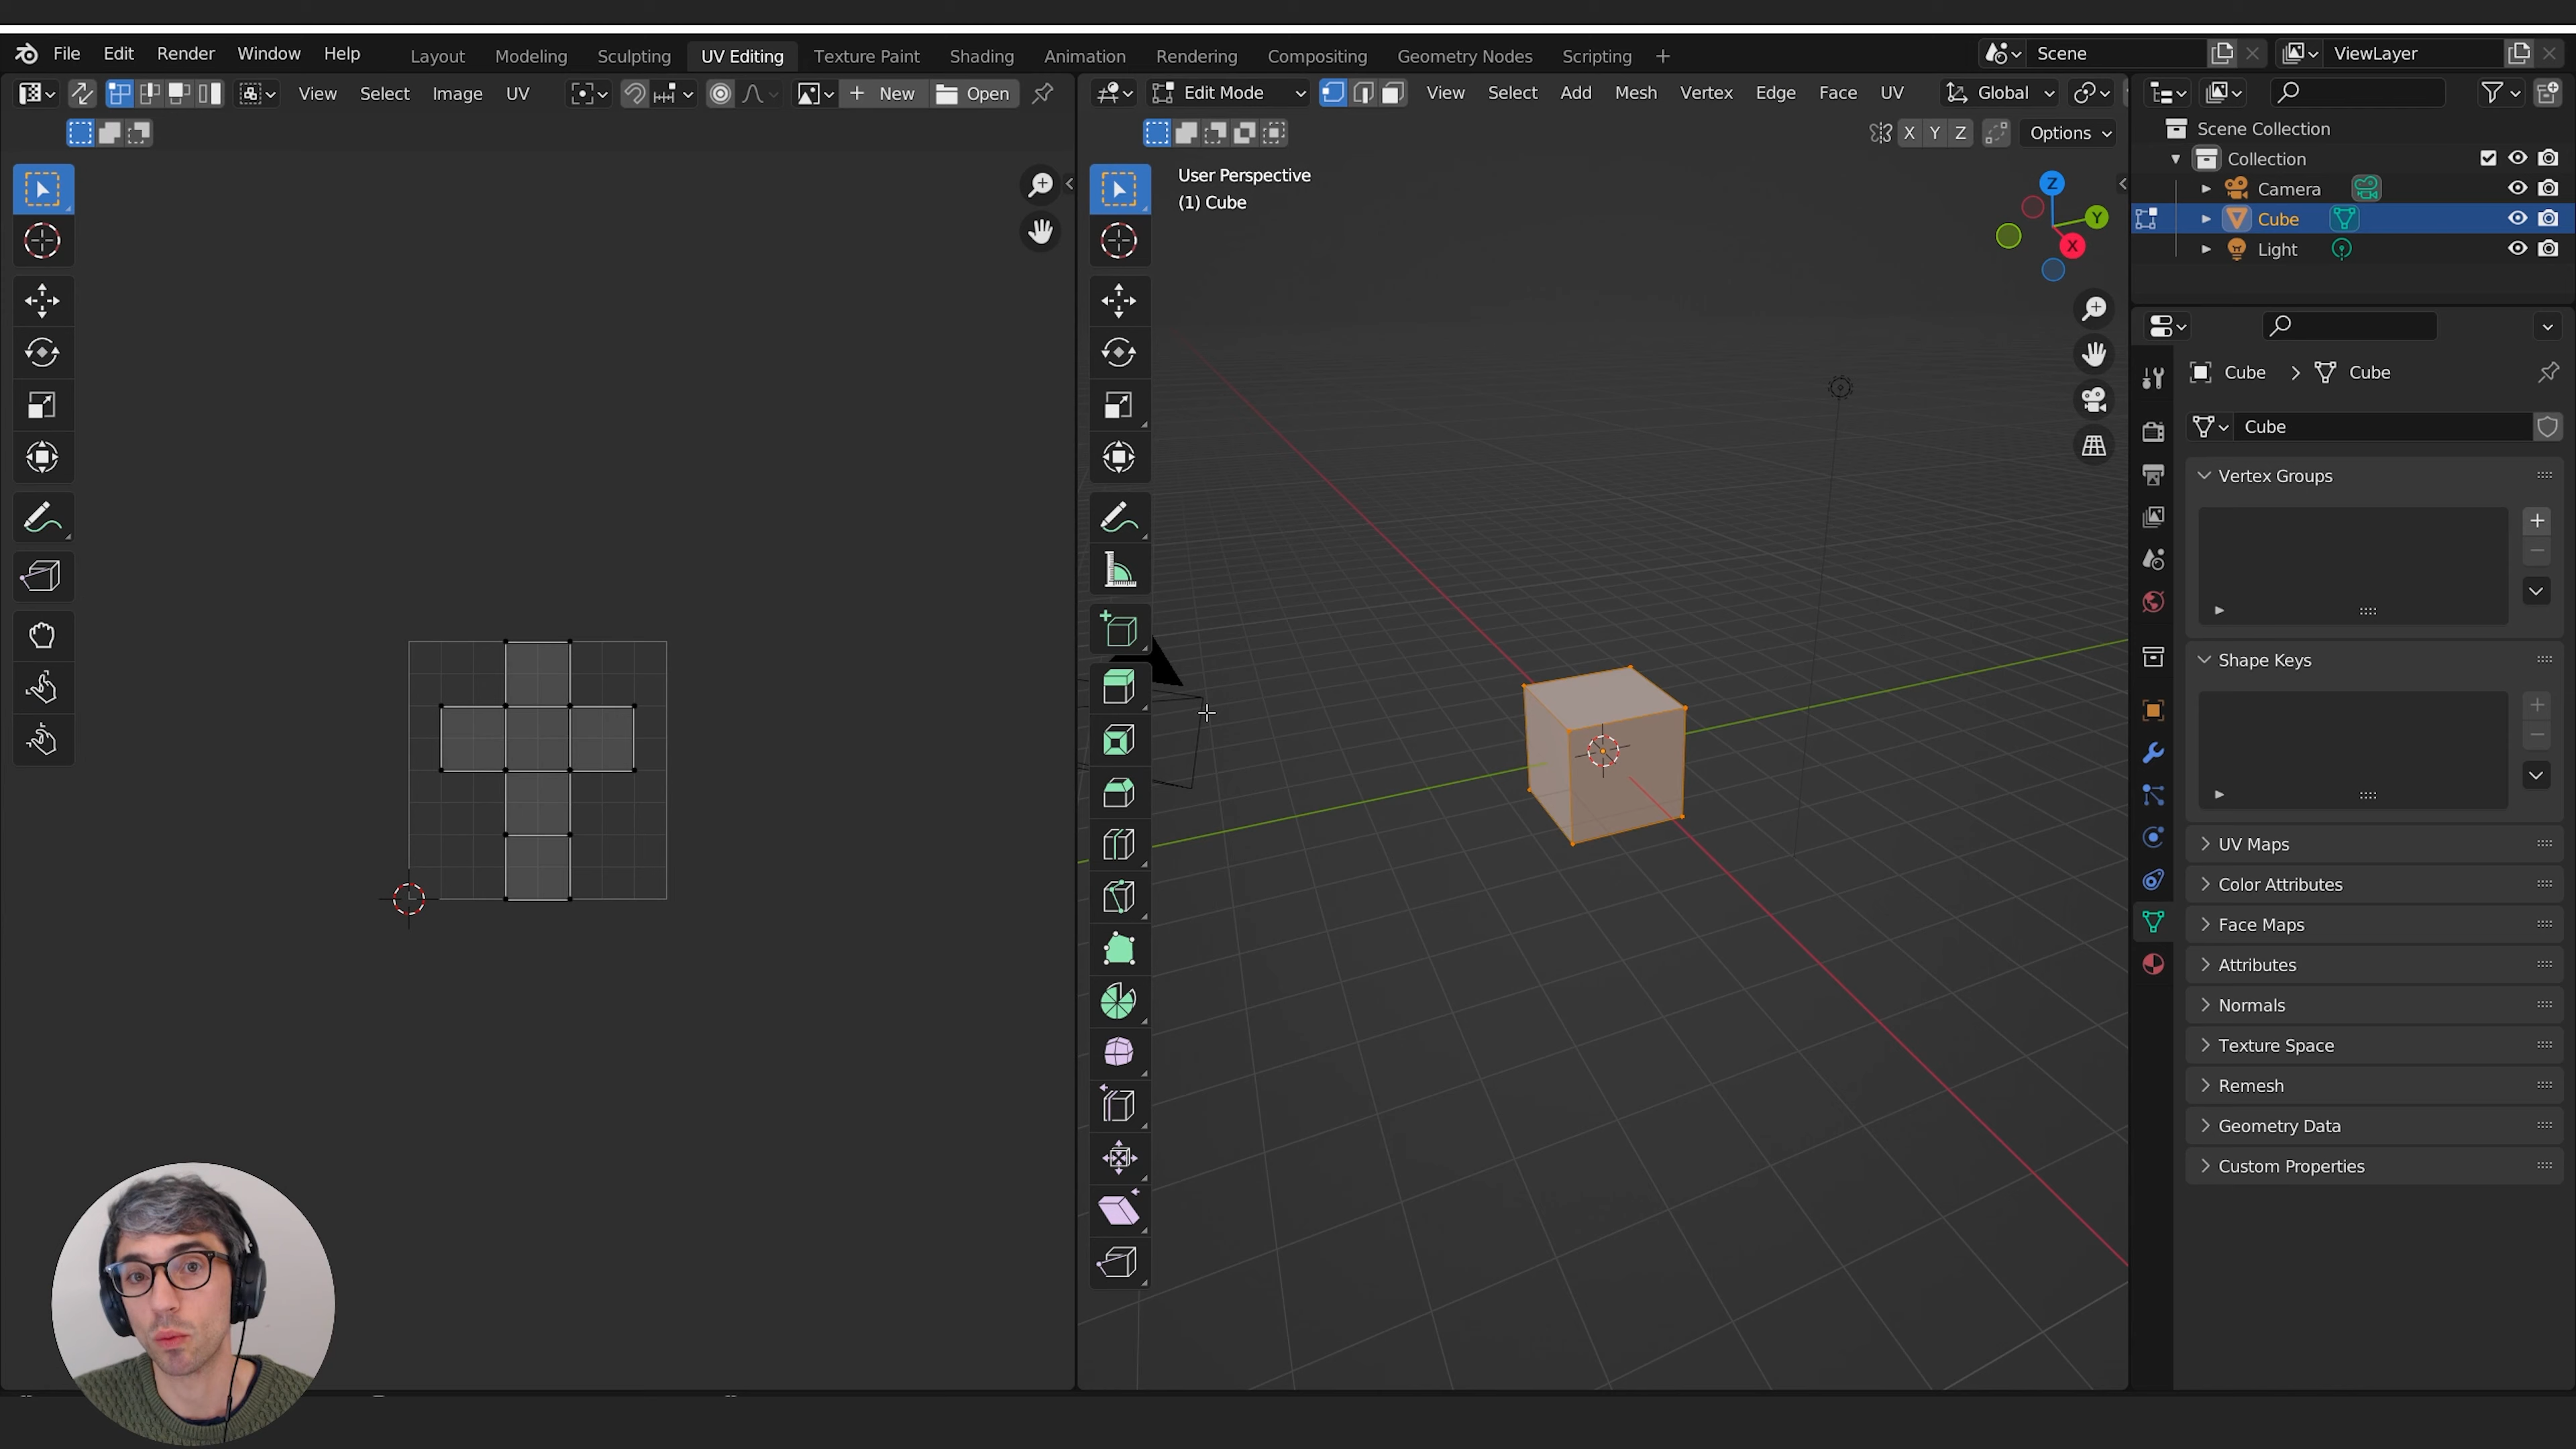 File Edit Render Window Help Layout Modeling Sculpting UV Editing Texture Paint Shading Animation Rendering Compositing Geometry Nodes Scripting + Scene ViewLayer
View Select Image UV New Open Edit Mode View Select Add Mesh Vertex Edge Face UV Global
X Y Z Options
User Perspective
(1) Cube
Z
Y
X
Scene Collection
Collection
Camera
Cube
Light
Cube > Cube
Cube
Vertex Groups
Shape Keys
UV Maps
Color Attributes
Face Maps
Attributes
Normals
Texture Space
Remesh
Geometry Data
Custom Properties